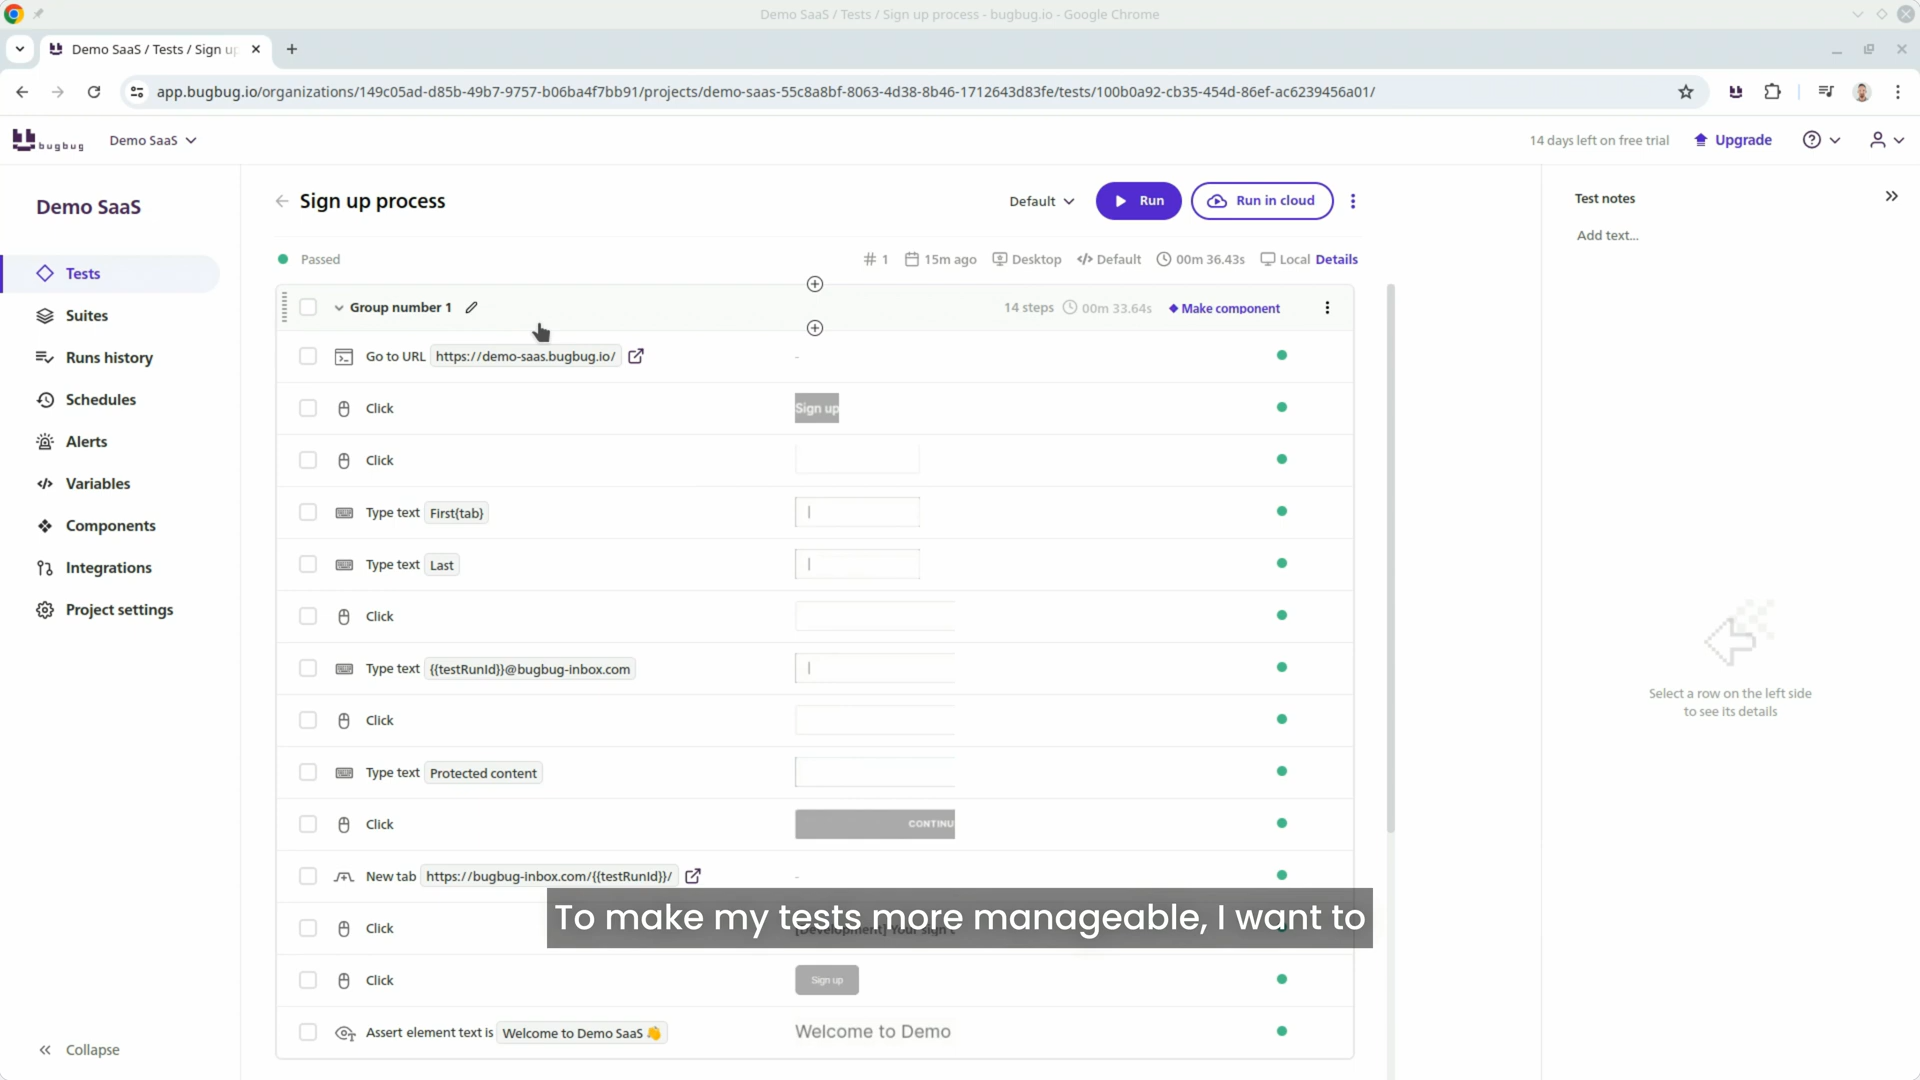 Demo SaaS / Tests / Sign up process - bugbug.io - Google Chrome
Demo SaaS / Tests / Sign up
app.bugbug.io/organizations/149c05ad-d85b-49b7-9757-b06ba4f7bb91/projects/demo-saas-55c8a8bf-8063-4d38-8b46-1712643d83fe/tests/100b0a92-cb35-454d-86ef-ac6239456a01/
bugbug
Demo SaaS
14 days left on free trial
Upgrade
Demo SaaS
Tests
Suites
Runs history
Schedules
Alerts
Variables
Components
Integrations
Project settings
Collapse
Sign up process
Default
Run
Run in cloud
Passed
# 1
15m ago
Desktop
</> Default
00m 36.43s
Local Details
Group number 1
14 steps
00m 33.64s
Make component
Go to URL https://demo-saas.bugbug.io/ -
Click Sign up
Click
Type text First{tab}
Type text Last
Click
Type text {{testRunId}}@bugbug-inbox.com
Click
Type text Protected content
Click CONTINU
New tab https://bugbug-inbox.com/{{testRunId}}/ -
Click [Development] Your sign
To make my tests more manageable, I want to
Click Sign up
Assert element text is Welcome to Demo SaaS 👋 Welcome to Demo
Test notes
Add text...
Select a row on the left side
to see its details